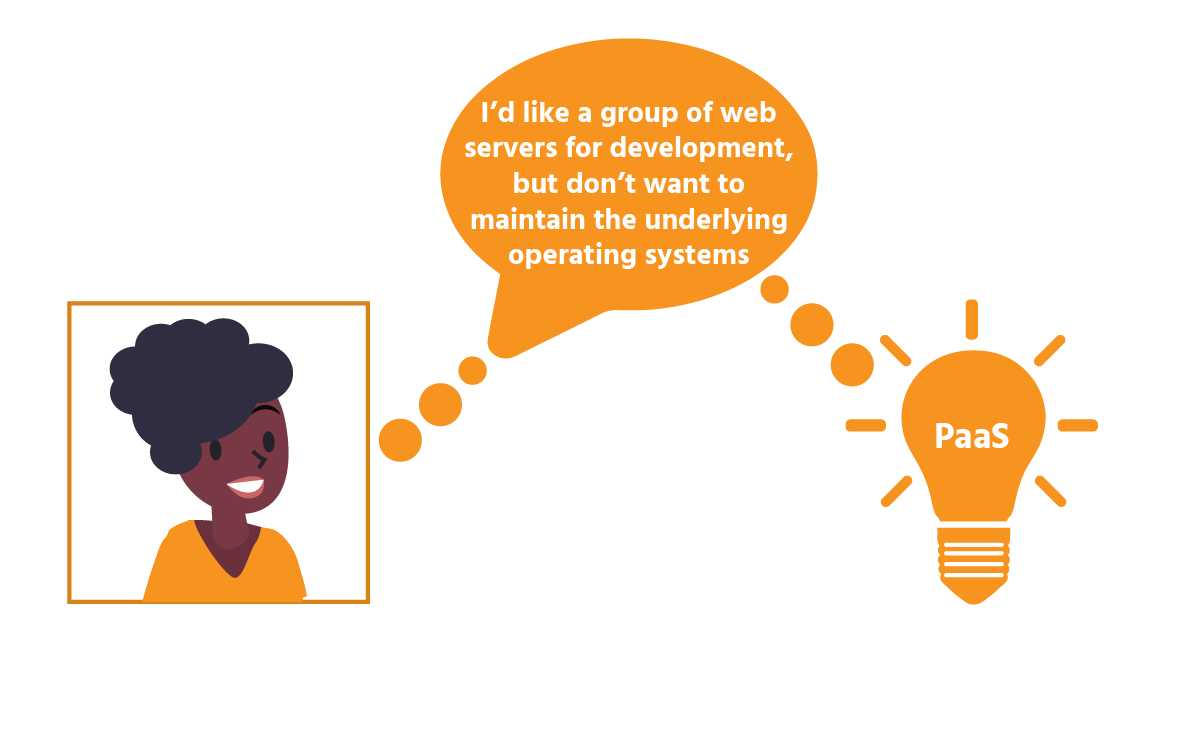 I’d like a group of web
servers for development,
but don’t want to
maintain the underlying
operating systems
PaaS